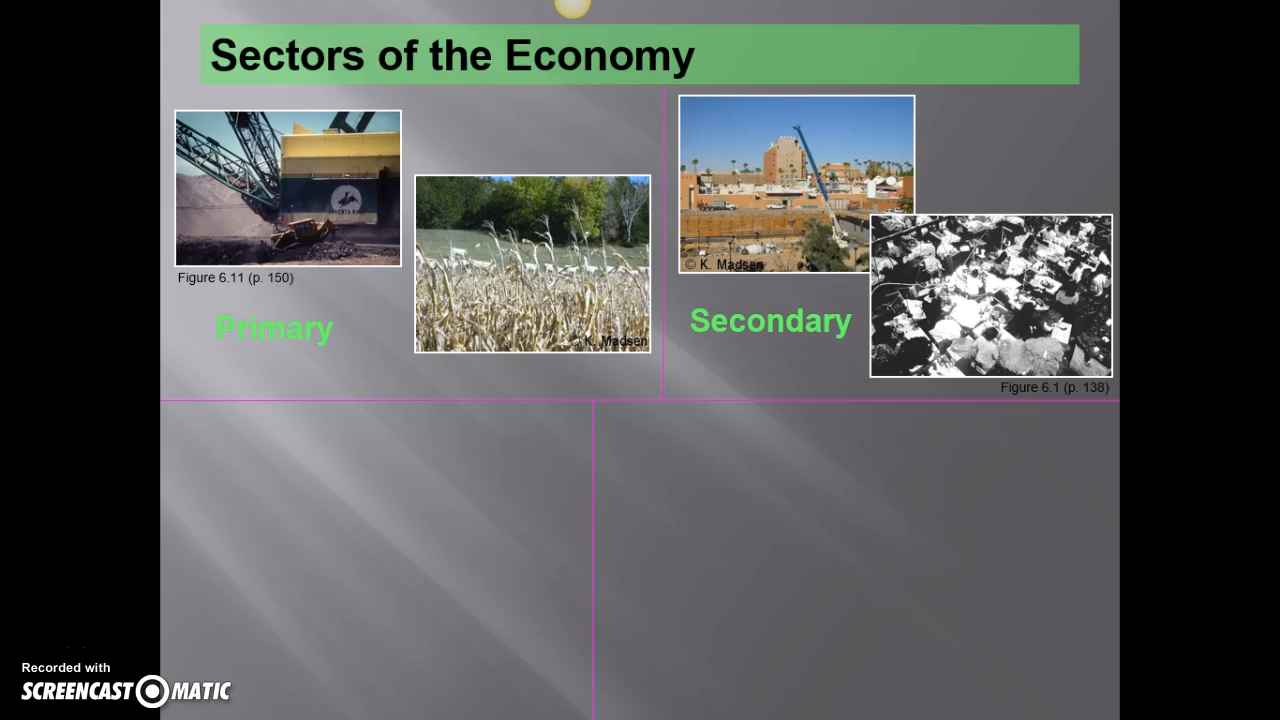 Sectors of the Economy
Figure 6.11 (p. 150)
Primary
© K. Madsen
© K. Madsen
Secondary
Figure 6.1 (p. 138)
Recorded with
SCREENCAST MATIC